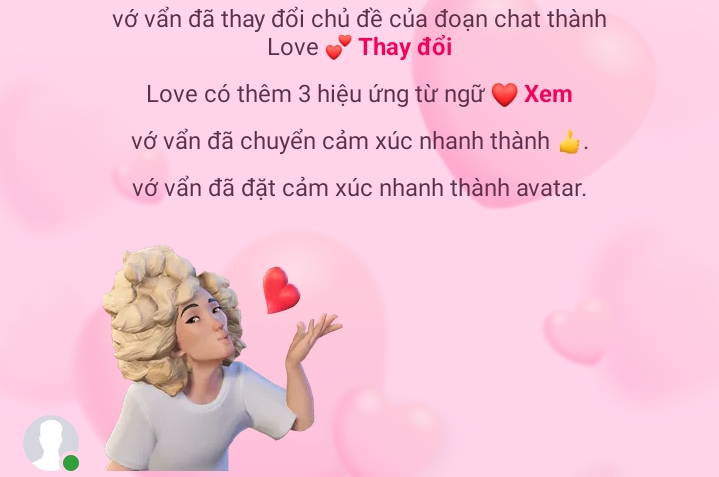 vớ vẩn đã thay đổi chủ đề của đoạn chat thành
Love 💕 Thay đổi
Love có thêm 3 hiệu ứng từ ngữ ❤️ Xem
vớ vẩn đã chuyển cảm xúc nhanh thành 👍.
vớ vẩn đã đặt cảm xúc nhanh thành avatar.